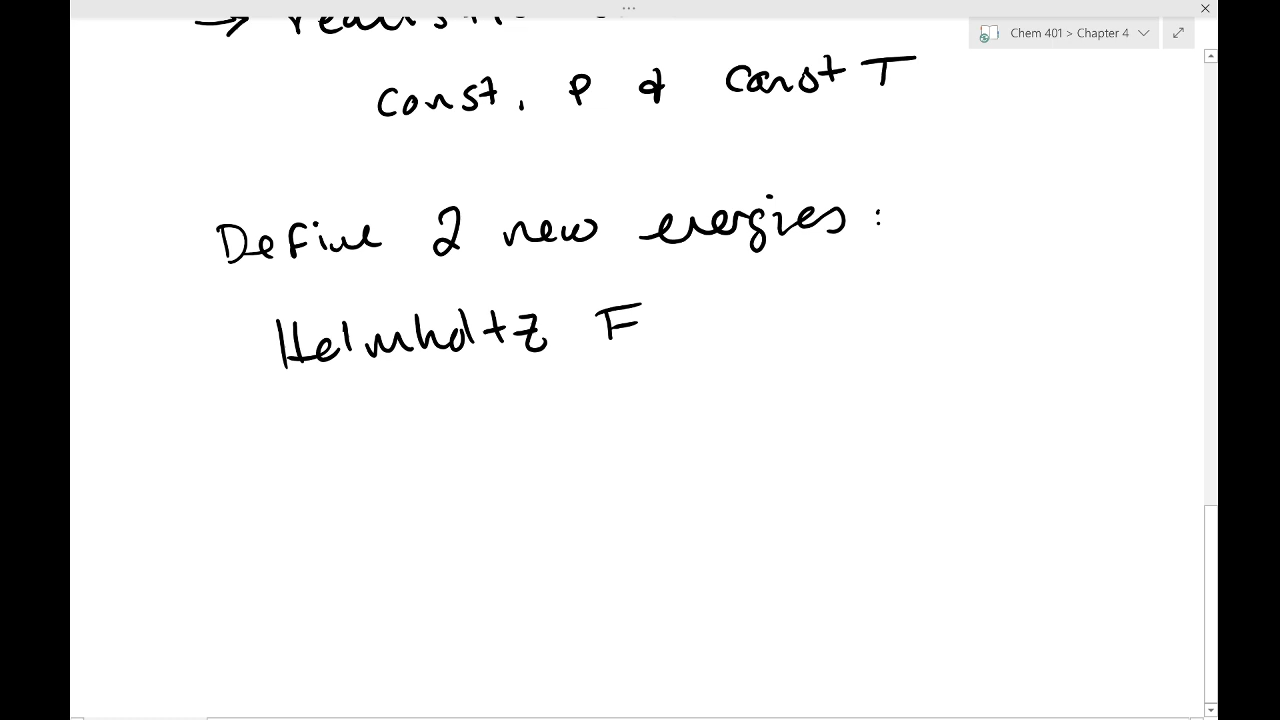 Chem 401 > Chapter 4
const. P & const T
Define 2 new energies:
Helmholtz F